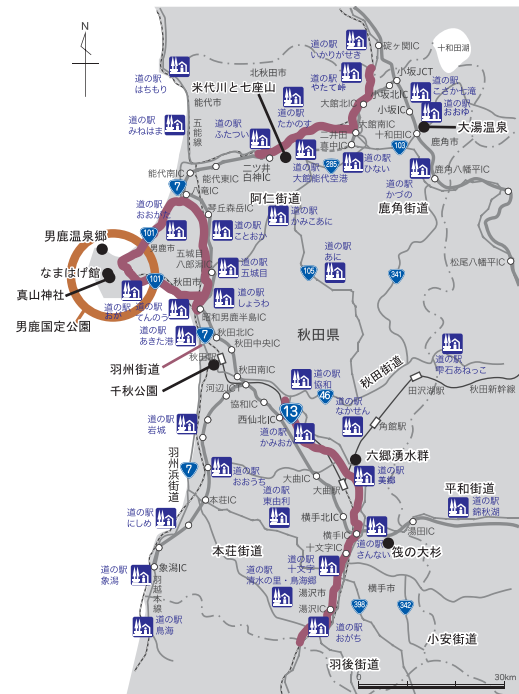 N
道の駅
いかりがせき
碇ヶ関IC
十和田湖
道の駅
はちもり
北秋田市
道の駅
やたて峠
小坂JCT
小坂北IC
道の駅
こさか七滝
米代川と七座山
能代市
道の駅
たかのす
大館北IC
小坂IC
道の駅
おおゆ
道の駅
みねはま
五能線
道の駅
ふたつい
大館南IC
二井田
真中IC
十和田IC
大湯温泉
103
鹿角市
二ツ井
白神IC
道の駅
大館能代空港
285
道の駅
ひない
能代南IC
能代東IC
7
八竜IC
道の駅
かづの
鹿角八幡平IC
阿仁街道
鹿角街道
道の駅
おおがた
琴丘森岳IC
道の駅
かみこあに
男鹿温泉郷
101
男鹿市
道の駅
ことおか
五城目
八郎潟IC
道の駅
あに
松尾八幡平IC
なまはげ館
101
秋田市
道の駅
五城目
105
341
真山神社
道の駅
おが
道の駅
てんのう
道の駅
しょうわ
昭和男鹿半島IC
男鹿国定公園
道の駅
あきた港
7
秋田北IC
秋田県
秋田中央IC
道の駅
雫石あねっこ
羽州街道
秋田駅
秋田南IC
秋田街道
千秋公園
河辺JCT
道の駅
協和
46
田沢湖駅
秋田新幹線
協和IC
13
道の駅
なかせん
道の駅
岩城
西仙北IC
道の駅
かみおか
角館駅
羽州浜街道
六郷湧水群
7
道の駅
おおうち
大曲IC
大曲駅
道の駅
美郷
平和街道
道の駅
錦秋湖
本荘IC
道の駅
東由利
道の駅
にしめ
横手北IC
横手IC
道の駅
さんない
湯田IC
筏の大杉
本荘街道
十文字IC
道の駅
象潟
象潟IC
羽越本線
道の駅
清水の里・鳥海郷
道の駅
十文字
横手市
湯沢市
湯沢IC
398
342
道の駅
鳥海
道の駅
おがち
小安街道
羽後街道
0
30km